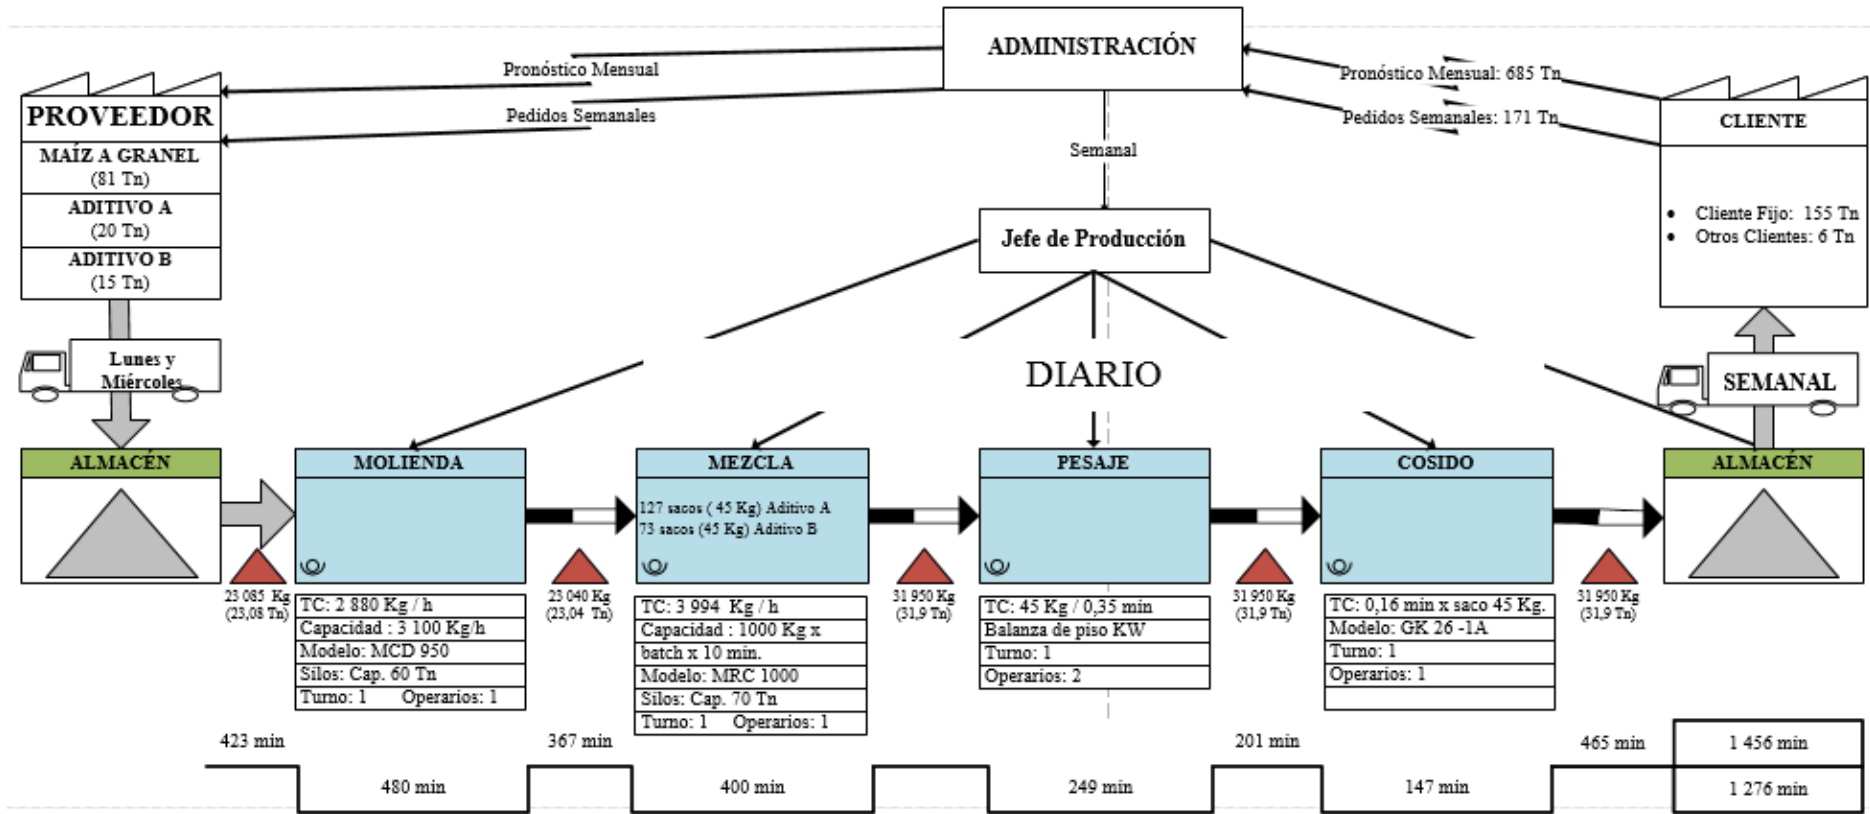 ADMINISTRACIÓN
Pronóstico Mensual
Pedidos Semanales
Pronóstico Mensual: 685 Tn
Pedidos Semanales: 171 Tn
PROVEEDOR
MAÍZ A GRANEL
(81 Tn)
ADITIVO A
(20 Tn)
ADITIVO B
(15 Tn)
CLIENTE
• Cliente Fijo: 155 Tn
• Otros Clientes: 6 Tn
Semanal
Jefe de Producción
Lunes y
Miércoles
DIARIO
SEMANAL
ALMACÉN
MOLIENDA
MEZCLA
PESAJE
COSIDO
ALMACÉN
127 sacos ( 45 Kg) Aditivo A
73 sacos (45 Kg) Aditivo B
23 085 Kg
(23,08 Tn)
TC: 2 880 Kg / h
Capacidad : 3 100 Kg/h
Modelo: MCD 950
Silos: Cap. 60 Tn
Turno: 1 Operarios: 1
23 040 Kg
(23,04 Tn)
TC: 3 994 Kg / h
Capacidad : 1000 Kg x
batch x 10 min.
Modelo: MRC 1000
Silos: Cap. 70 Tn
Turno: 1 Operarios: 1
31 950 Kg
(31,9 Tn)
TC: 45 Kg / 0,35 min
Balanza de piso KW
Turno: 1
Operarios: 2
31 950 Kg
(31,9 Tn)
TC: 0,16 min x saco 45 Kg.
Modelo: GK 26 -1A
Turno: 1
Operarios: 1
31 950 Kg
(31,9 Tn)
423 min
367 min
201 min
465 min
1 456 min
480 min
400 min
249 min
147 min
1 276 min